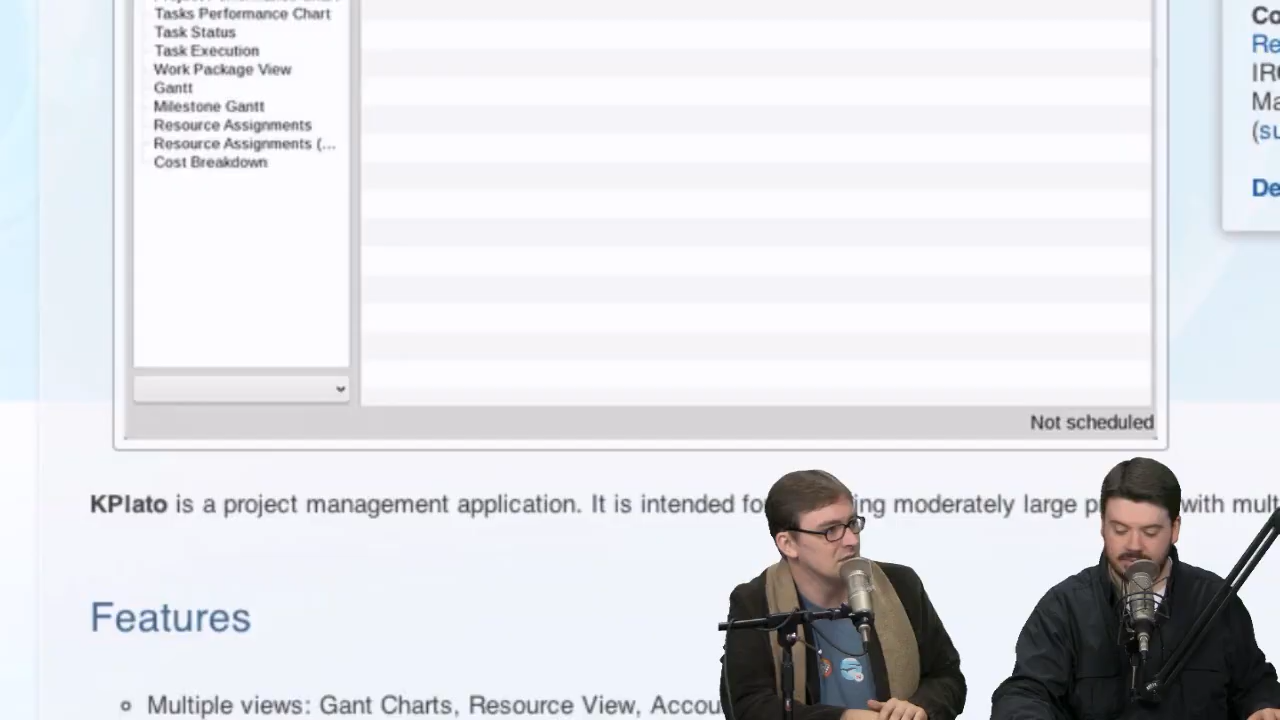 Tasks Performance Chart
Task Status
Task Execution
Work Package View
Gantt
Milestone Gantt
Resource Assignments
Resource Assignments (...
Cost Breakdown
Not scheduled
Co
Re
IR
Ma
(su
De
KPlato is a project management application. It is intended fo ing moderately large p with mult
Features
Multiple views: Gant Charts, Resource View, Accou